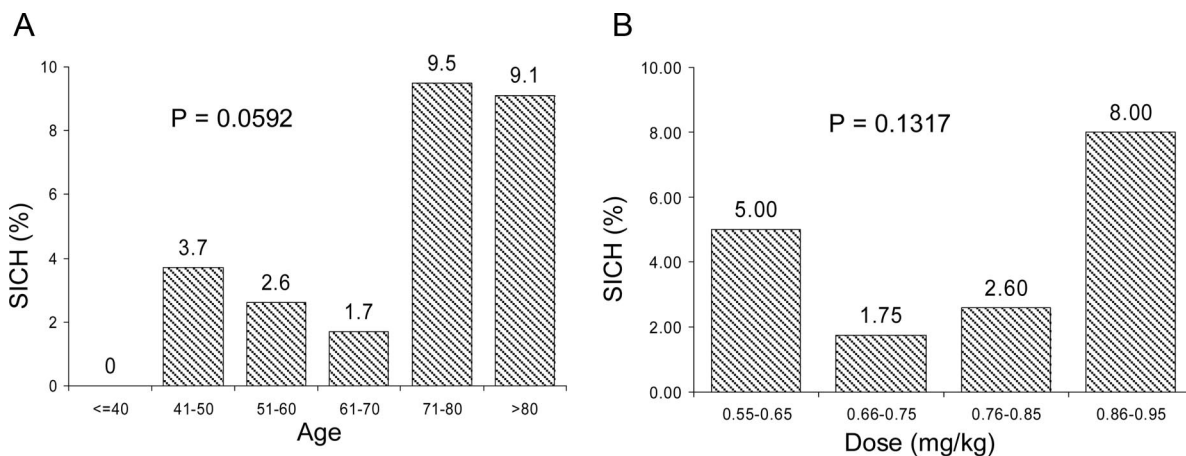 A
SICH (%)
10
8
6
4
2
0
P = 0.0592
0
3.7
2.6
1.7
9.5
9.1
<=40 41-50 51-60 61-70 71-80 >80
Age
B
SICH (%)
10.00
8.00
6.00
4.00
2.00
0.00
P = 0.1317
5.00
1.75
2.60
8.00
0.55-0.65 0.66-0.75 0.76-0.85 0.86-0.95
Dose (mg/kg)